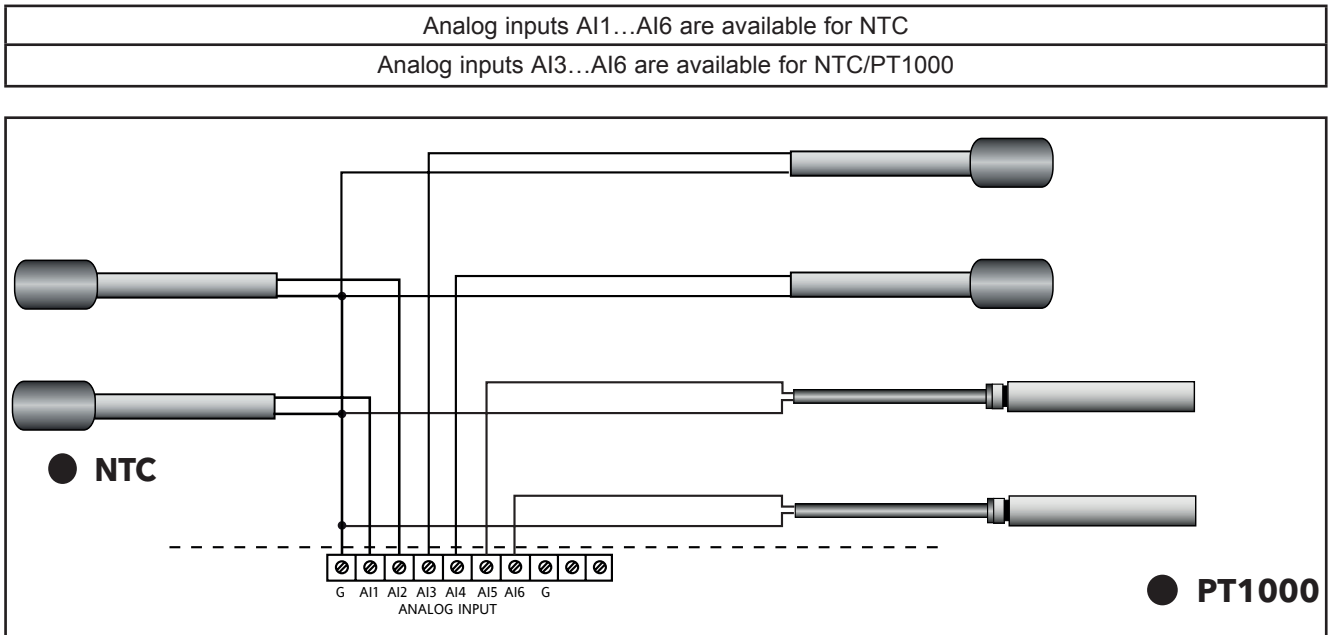 Analog inputs AI1…AI6 are available for NTC
Analog inputs AI3…AI6 are available for NTC/PT1000
NTC
G AI1 AI2 AI3 AI4 AI5 AI6 G
ANALOG INPUT
PT1000